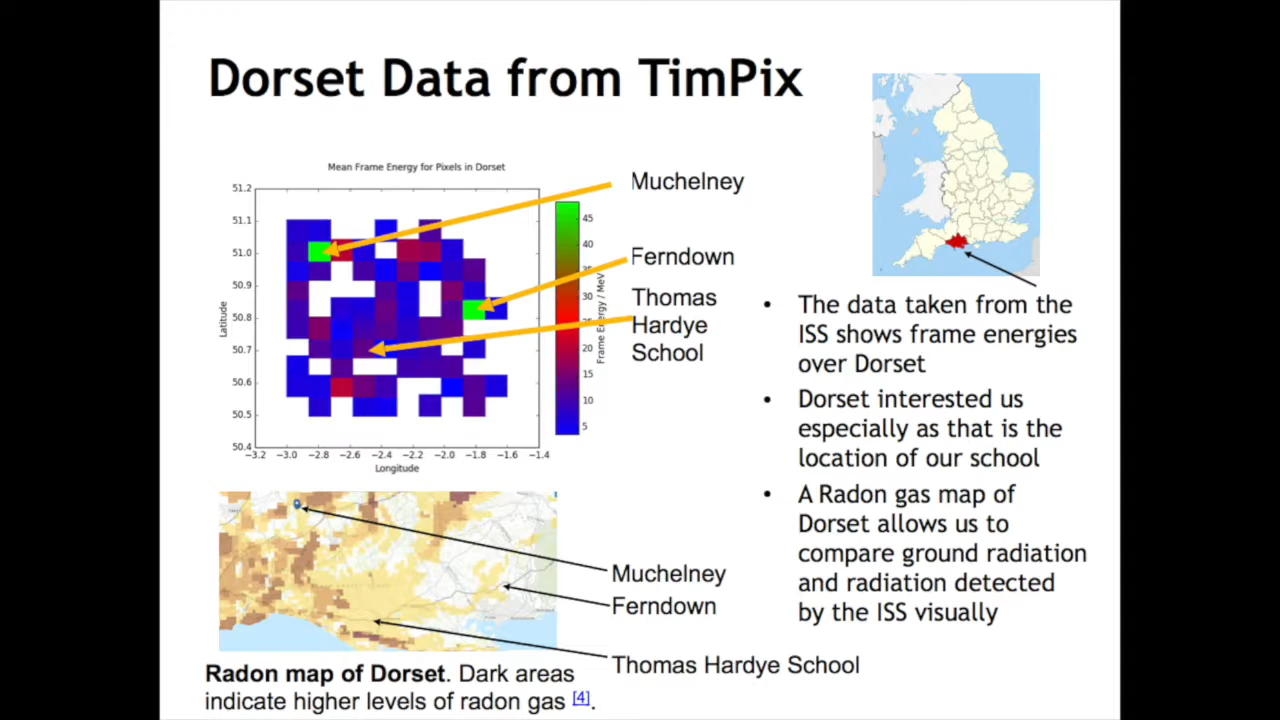 Dorset Data from TimPix
Mean Frame Energy for Pixels in Dorset
51.2
51.1
51.0
50.9
50.8
50.7
50.6
50.5
50.4
Latitude
−3.2 −3.0 −2.8 −2.6 −2.4 −2.2 −2.0 −1.8 −1.6 −1.4
Longitude
45
40
30
20
15
10
5
Frame Energy / MeV
Muchelney
Ferndown
Thomas
Hardye
School
• The data taken from the
ISS shows frame energies
over Dorset
• Dorset interested us
especially as that is the
location of our school
• A Radon gas map of
Dorset allows us to
compare ground radiation
and radiation detected
by the ISS visually
Muchelney
Ferndown
Thomas Hardye School
Radon map of Dorset. Dark areas
indicate higher levels of radon gas [4].